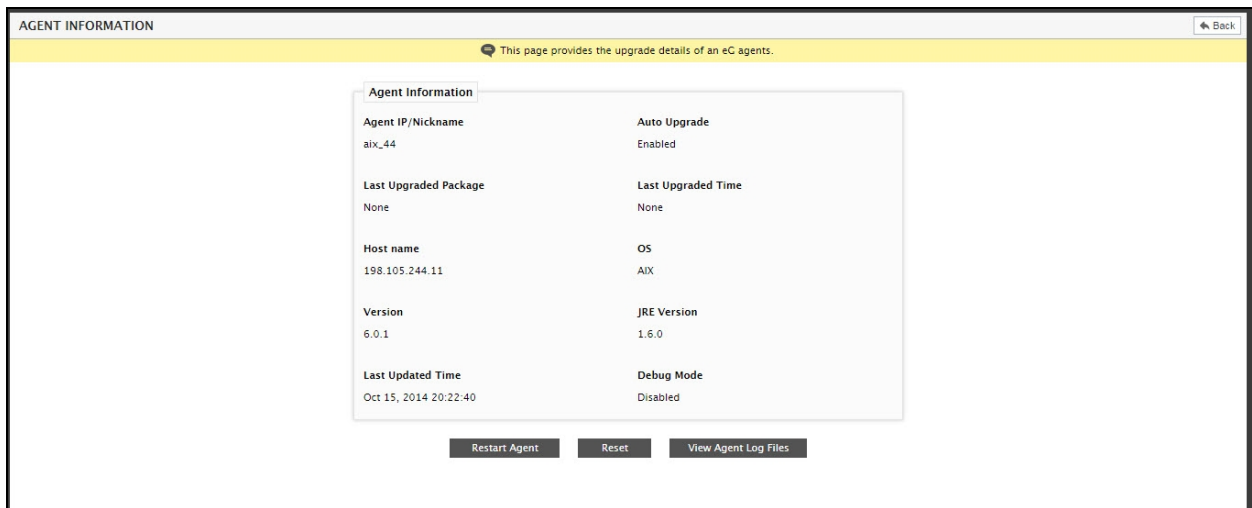 AGENT INFORMATION
Back
This page provides the upgrade details of an eG agents.
Agent Information
Agent IP/Nickname
Auto Upgrade
aix_44
Enabled
Last Upgraded Package
Last Upgraded Time
None
None
Host name
OS
198.105.244.11
AIX
Version
JRE Version
6.0.1
1.6.0
Last Updated Time
Debug Mode
Oct 15, 2014 20:22:40
Disabled
Restart Agent
Reset
View Agent Log Files